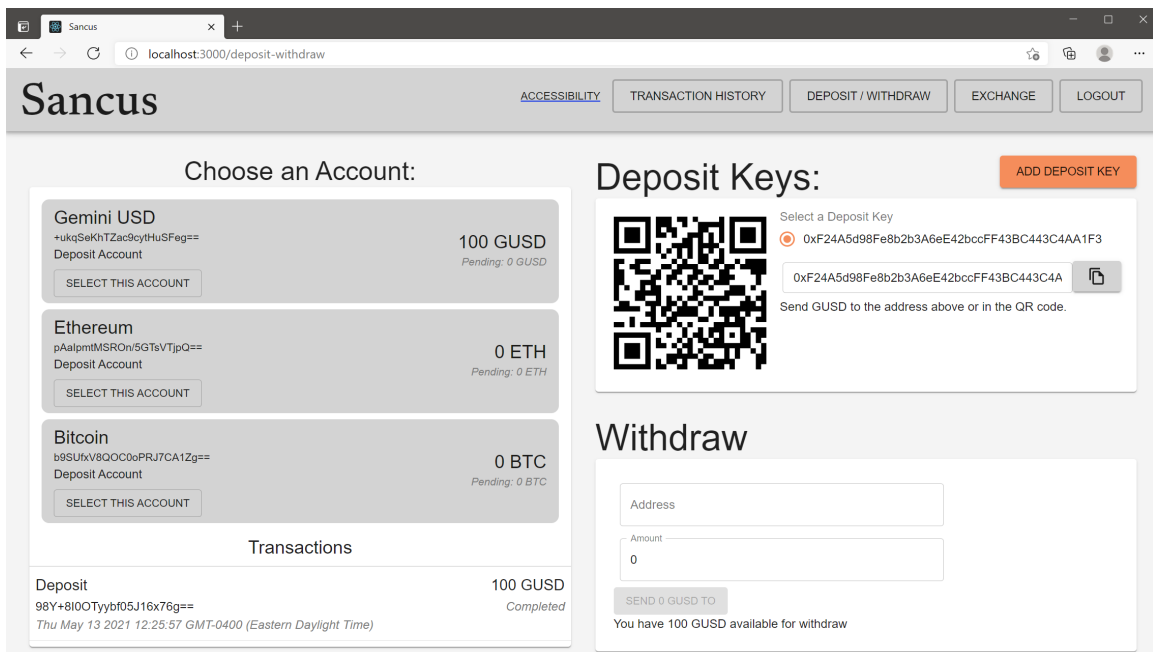 Sancus
localhost:3000/deposit-withdraw
Sancus
ACCESSIBILITY
TRANSACTION HISTORY
DEPOSIT / WITHDRAW
EXCHANGE
LOGOUT
Choose an Account:
Gemini USD
+ukqSeKhTZac9cytHuSFeg==
Deposit Account
100 GUSD
Pending: 0 GUSD
SELECT THIS ACCOUNT
Ethereum
pAaIpmtMSROn/5GTsVTjpQ==
Deposit Account
0 ETH
Pending: 0 ETH
SELECT THIS ACCOUNT
Bitcoin
b9SUfxV8QOC0oPRJ7CA1Zg==
Deposit Account
0 BTC
Pending: 0 BTC
SELECT THIS ACCOUNT
Transactions
Deposit
100 GUSD
98Y+8I0OTyybf05J16x76g==
Completed
Thu May 13 2021 12:25:57 GMT-0400 (Eastern Daylight Time)
Deposit Keys:
ADD DEPOSIT KEY
Select a Deposit Key
0xF24A5d98Fe8b2b3A6eE42bccFF43BC443C4AA1F3
0xF24A5d98Fe8b2b3A6eE42bccFF43BC443C4A
Send GUSD to the address above or in the QR code.
Withdraw
Address
Amount
0
SEND 0 GUSD TO
You have 100 GUSD available for withdraw